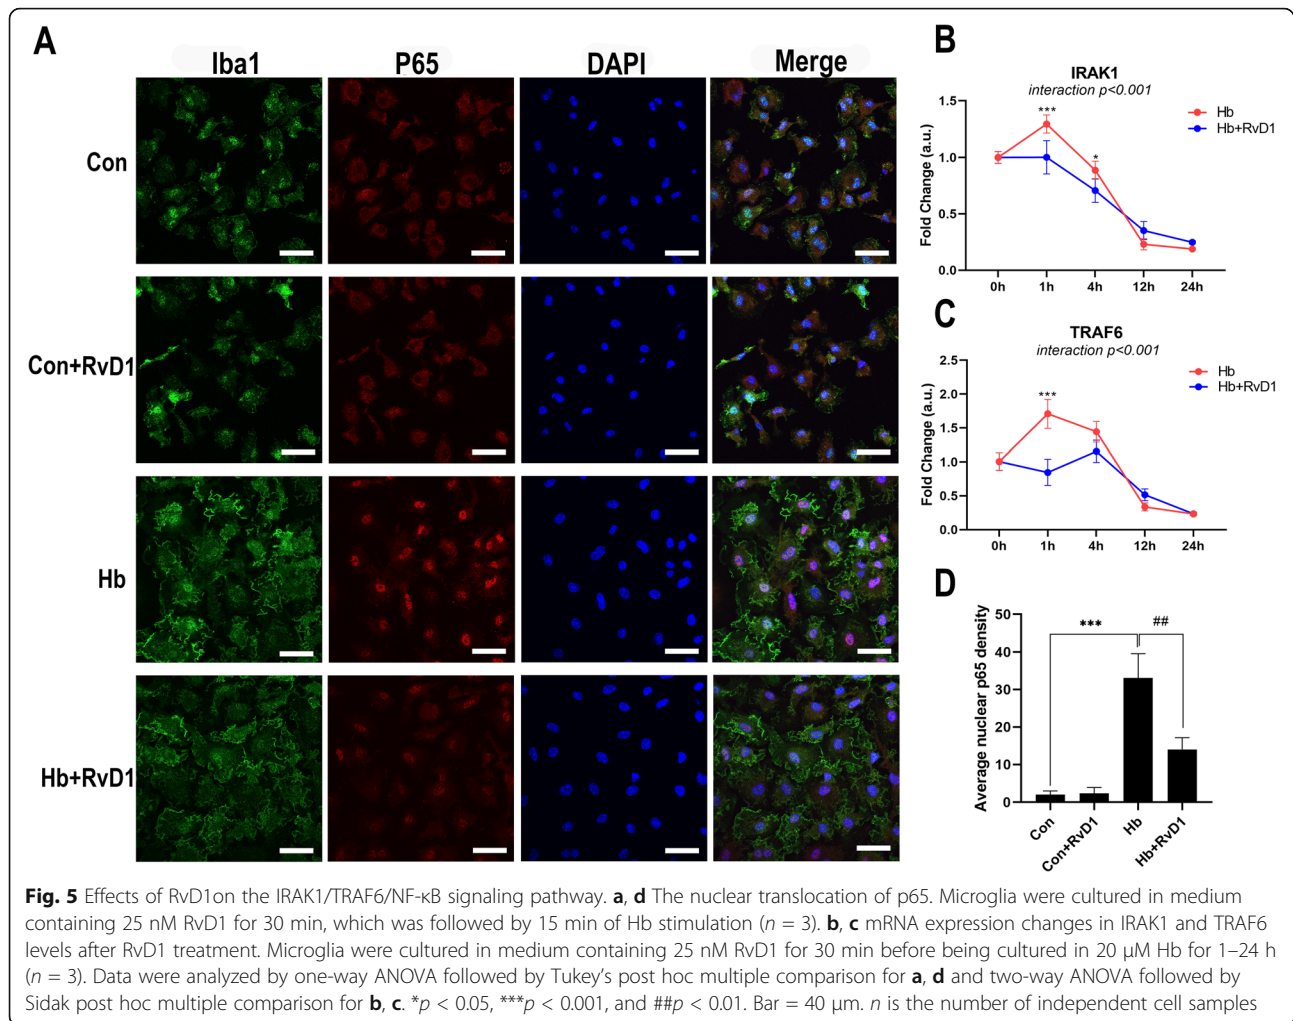 A
Iba1 P65 DAPI Merge
Con
Con+RvD1
Hb
Hb+RvD1
B
IRAK1
interaction p<0.001
Hb
Hb+RvD1
Fold Change (a.u.)
1.5
1.0
0.5
0.0
***
*
0h 1h 4h 12h 24h
C
TRAF6
interaction p<0.001
Hb
Hb+RvD1
Fold Change (a.u.)
2.5
2.0
1.5
1.0
0.5
0.0
***
0h 1h 4h 12h 24h
D
Average nuclear p65 density
50
40
30
20
10
0
*** ##
Con Con+RvD1 Hb Hb+RvD1
Fig. 5 Effects of RvD1on the IRAK1/TRAF6/NF-κB signaling pathway. a, d The nuclear translocation of p65. Microglia were cultured in medium
containing 25 nM RvD1 for 30 min, which was followed by 15 min of Hb stimulation (n = 3). b, c mRNA expression changes in IRAK1 and TRAF6
levels after RvD1 treatment. Microglia were cultured in medium containing 25 nM RvD1 for 30 min before being cultured in 20 μM Hb for 1–24 h
(n = 3). Data were analyzed by one-way ANOVA followed by Tukey's post hoc multiple comparison for a, d and two-way ANOVA followed by
Sidak post hoc multiple comparison for b, c. *p < 0.05, ***p < 0.001, and ##p < 0.01. Bar = 40 μm. n is the number of independent cell samples